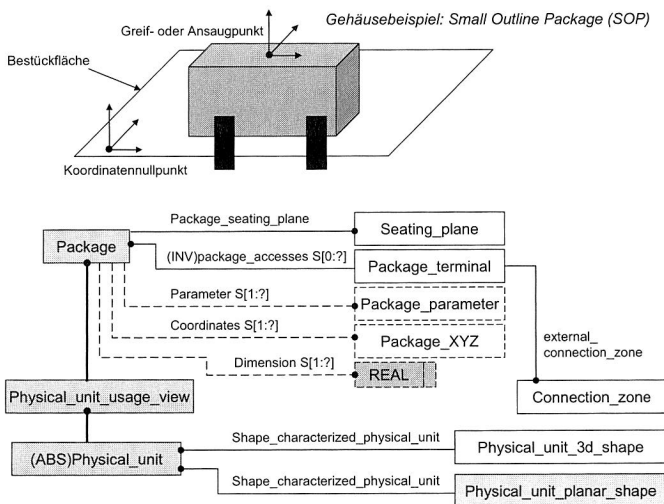 Gehäusebeispiel: Small Outline Package (SOP)
Greif- oder Ansaugpunkt
Bestückfläche
Koordinatennullpunkt
Package_seating_plane
Seating_plane
Package
(INV)package_accesses S[0:?]
Package_terminal
Parameter S[1:?]
Package_parameter
Coordinates S[1:?]
Package_XYZ
external_
connection_zone
Dimension S[1:?]
REAL
Physical_unit_usage_view
Connection_zone
Shape_characterized_physical_unit
Physical_unit_3d_shape
(ABS)Physical_unit
Shape_characterized_physical_unit
Physical_unit_planar_shape